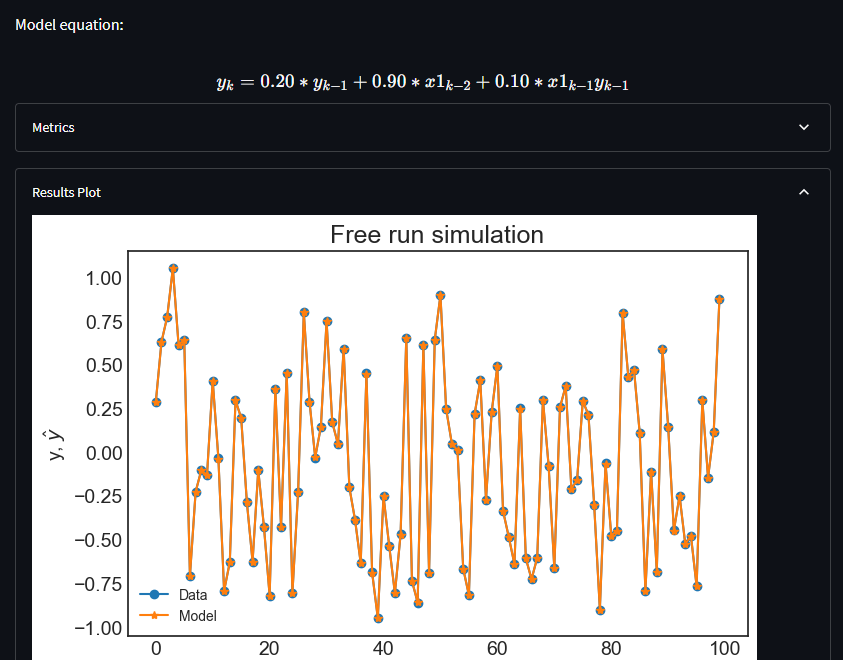 Model equation:
y_k = 0.20 * y_{k−1} + 0.90 * x1_{k−2} + 0.10 * x1_{k−1}y_{k−1}
Metrics
Results Plot
Free run simulation
1.00
0.75
0.50
0.25
0.00
−0.25
−0.50
−0.75
−1.00
y, ŷ
Data
Model
0 20 40 60 80 100